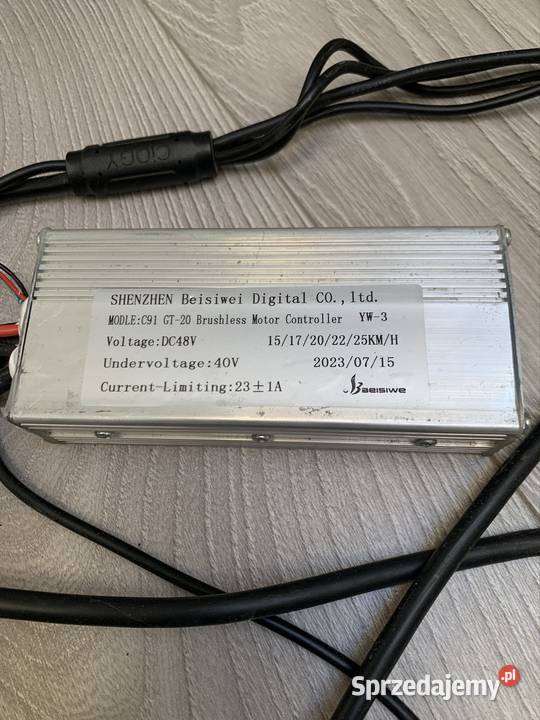 CIOGY
SHENZHEN Beisiwei Digital CO.,ltd.
MODLE:C91 GT-20 Brushless Motor Controller YW-3
Voltage:DC48V 15/17/20/22/25KM/H
Undervoltage:40V 2023/07/15
Current-Limiting:23±1A BEISIWE
Sprzedajemy.pl